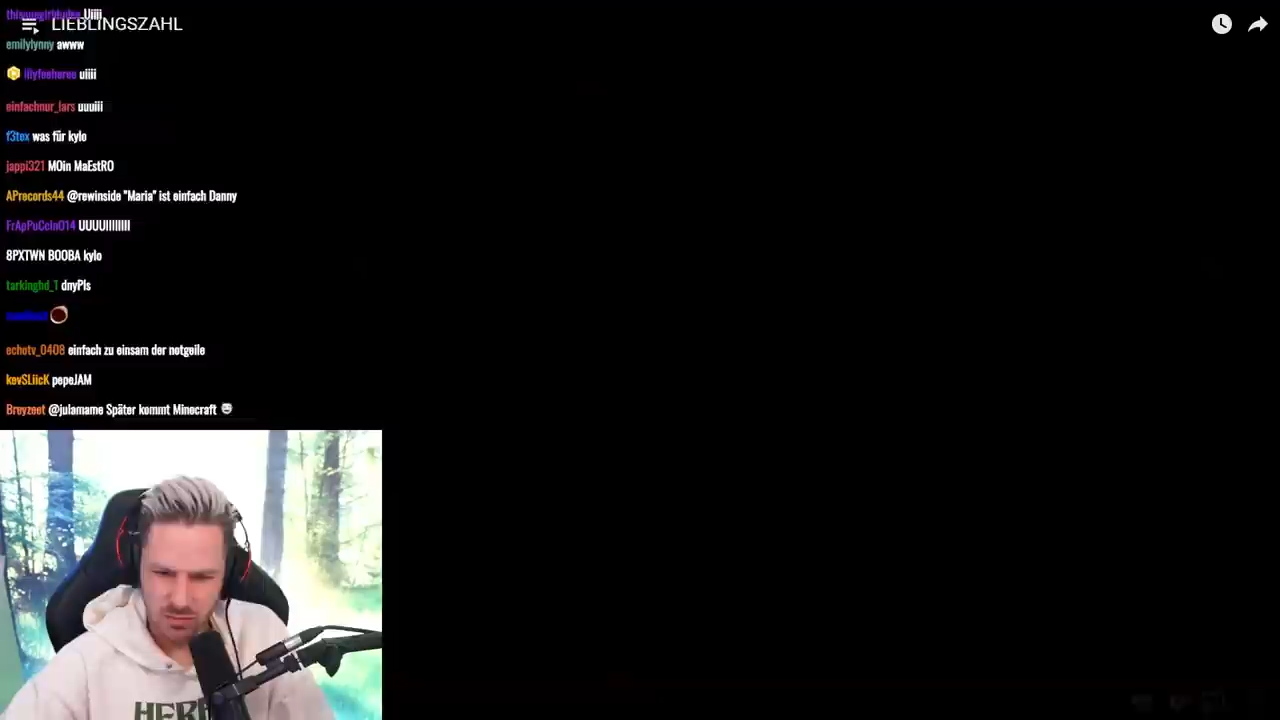 LIEBLINGSZAHL
Uiiii
emilylynny awww
uiiii
einfachnur_lars uuuiii
f3tex was für kylo
jappi321 MOin MaEstRO
APrecords44 @rewinside "Maria" ist einfach Danny
FrApPuCcInO14 UUUUIIIIIIII
8PXTWN BOOBA kylo
tarkinghd_1 dnyPls
echotv_0408 einfach zu einsam der notgeile
kevSLiicK pepeJAM
Breyzeet @julamame Später kommt Minecraft